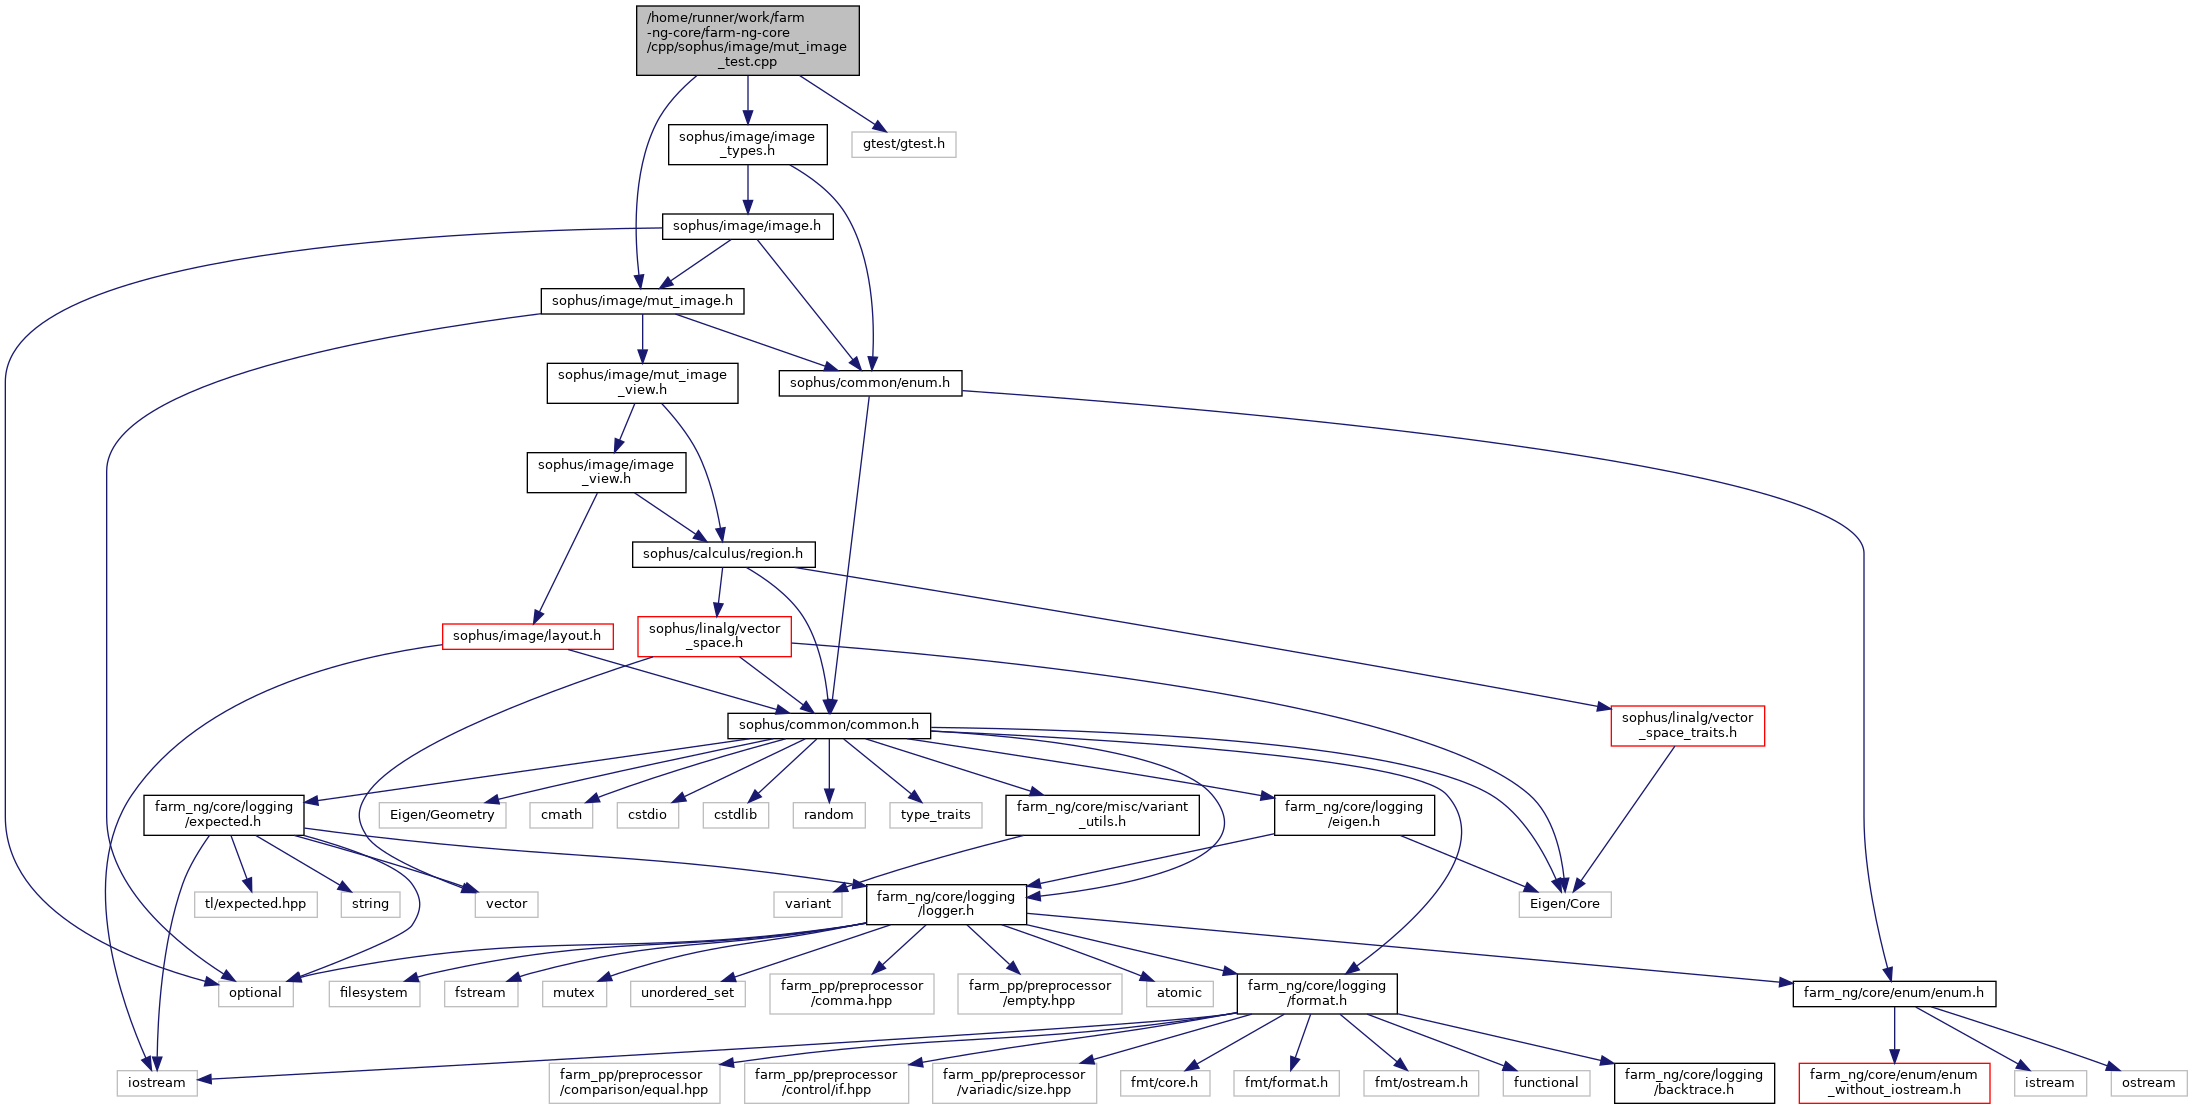 /home/runner/work/farm
-ng-core/farm-ng-core
/cpp/sophus/image/mut_image
_test.cpp
sophus/image/image
_types.h
gtest/gtest.h
sophus/image/image.h
sophus/image/mut_image.h
sophus/image/mut_image
_view.h
sophus/common/enum.h
sophus/image/image
_view.h
sophus/calculus/region.h
sophus/image/layout.h
sophus/linalg/vector
_space.h
sophus/common/common.h
sophus/linalg/vector
_space_traits.h
farm_ng/core/logging
/expected.h
Eigen/Geometry
cmath
cstdio
cstdlib
random
type_traits
farm_ng/core/misc/variant
_utils.h
farm_ng/core/logging
/eigen.h
tl/expected.hpp
string
vector
variant
farm_ng/core/logging
/logger.h
Eigen/Core
optional
filesystem
fstream
mutex
unordered_set
farm_pp/preprocessor
/comma.hpp
farm_pp/preprocessor
/empty.hpp
atomic
farm_ng/core/logging
/format.h
farm_ng/core/enum/enum.h
iostream
farm_pp/preprocessor
/comparison/equal.hpp
farm_pp/preprocessor
/control/if.hpp
farm_pp/preprocessor
/variadic/size.hpp
fmt/core.h
fmt/format.h
fmt/ostream.h
functional
farm_ng/core/logging
/backtrace.h
farm_ng/core/enum/enum
_without_iostream.h
istream
ostream